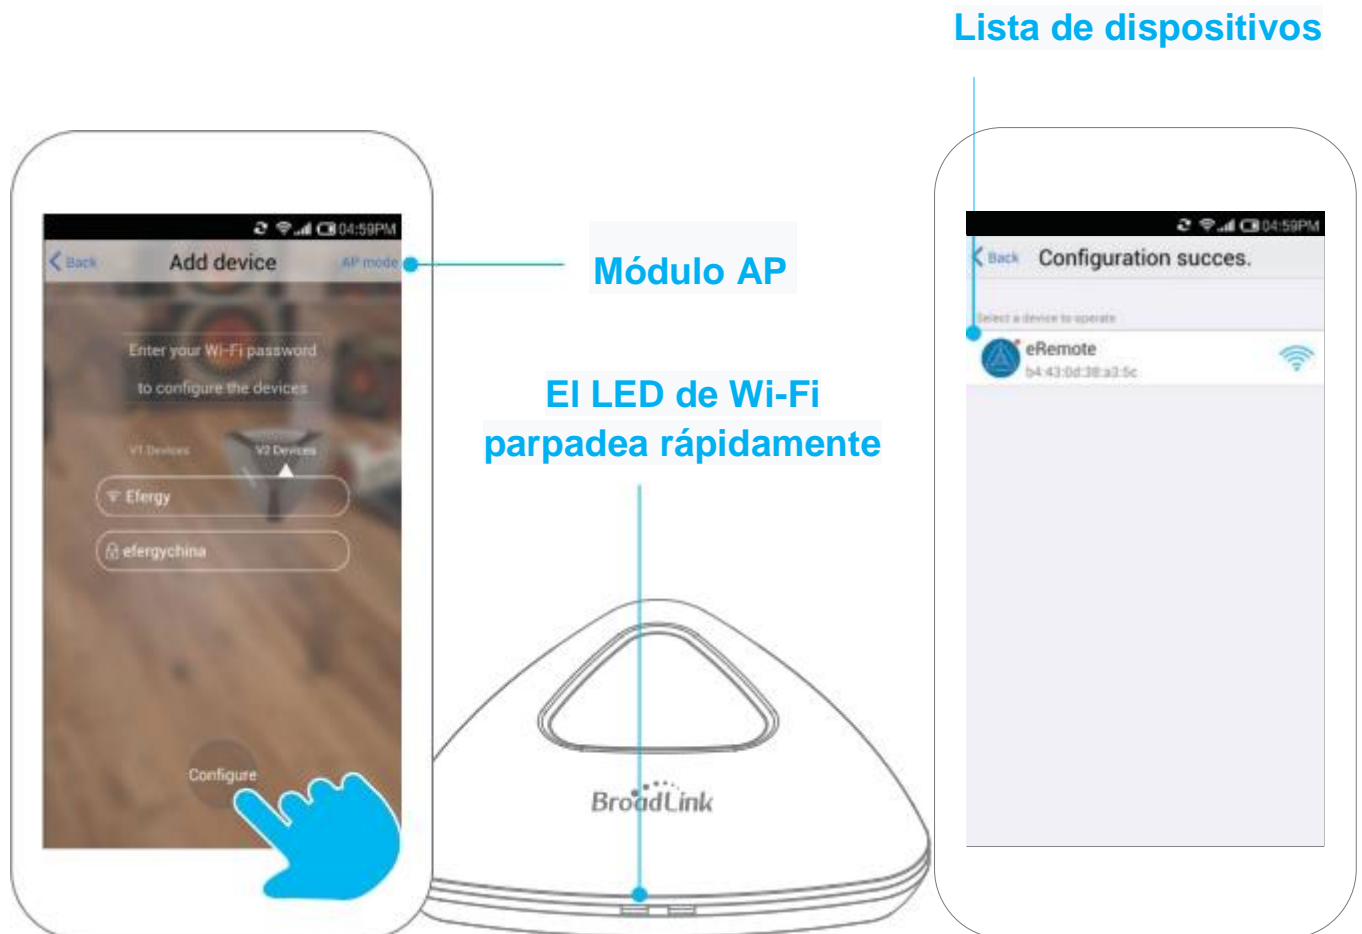 Lista de dispositivos
04:59PM
Back
Add device
AP mode
Enter your Wi-Fi password
to configure the devices
V1 Devices
V2 Devices
Efergy
efergychina
Configure
Módulo AP
El LED de Wi-Fi
parpadea rápidamente
BroadLink
04:59PM
Back
Configuration succes.
Select a device to operate
eRemote
b4:43:0d:38:a3:5c